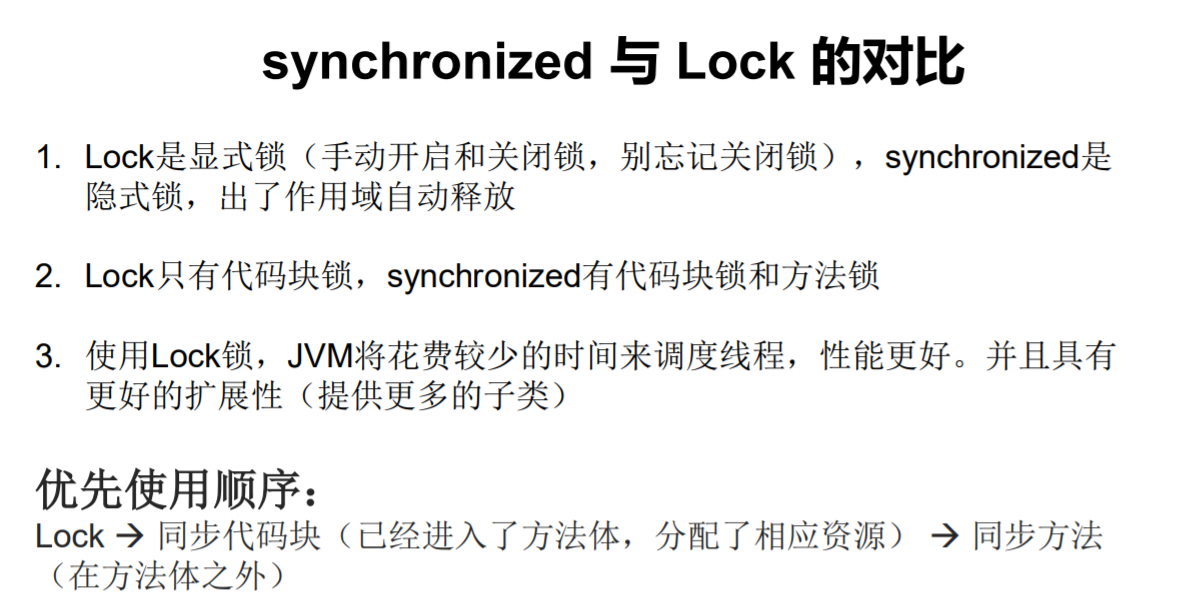 synchronized 与 Lock 的对比
1. Lock是显式锁（手动开启和关闭锁，别忘记关闭锁），synchronized是
隐式锁，出了作用域自动释放
2. Lock只有代码块锁，synchronized有代码块锁和方法锁
3. 使用Lock锁，JVM将花费较少的时间来调度线程，性能更好。并且具有
更好的扩展性（提供更多的子类）
优先使用顺序：
Lock → 同步代码块（已经进入了方法体，分配了相应资源） → 同步方法
（在方法体之外）